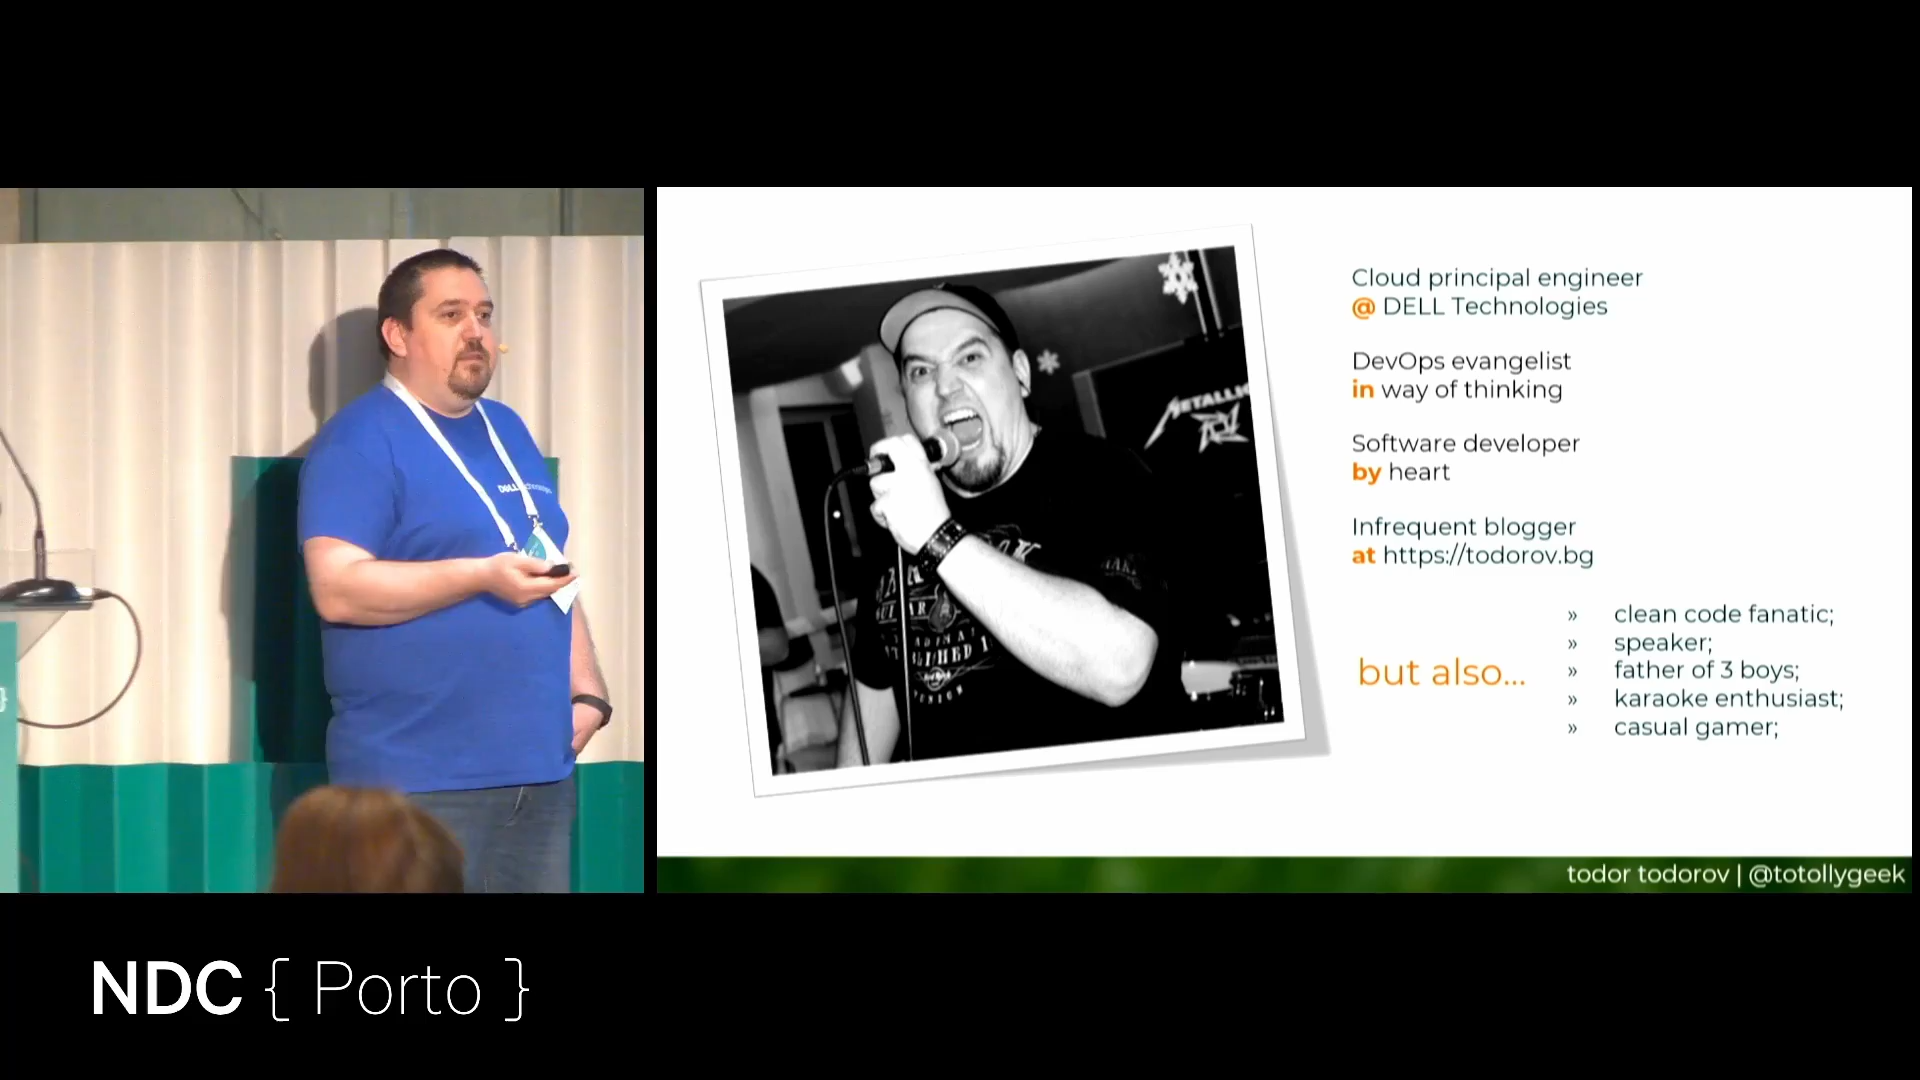 DELL
METALLIC
Cloud principal engineer
@ DELL Technologies
DevOps evangelist
in way of thinking
Software developer
by heart
Infrequent blogger
at https://todorov.bg
but also...
» clean code fanatic;
» speaker;
» father of 3 boys;
» karaoke enthusiast;
» casual gamer;
todor todorov | @totollygeek
NDC { Porto }